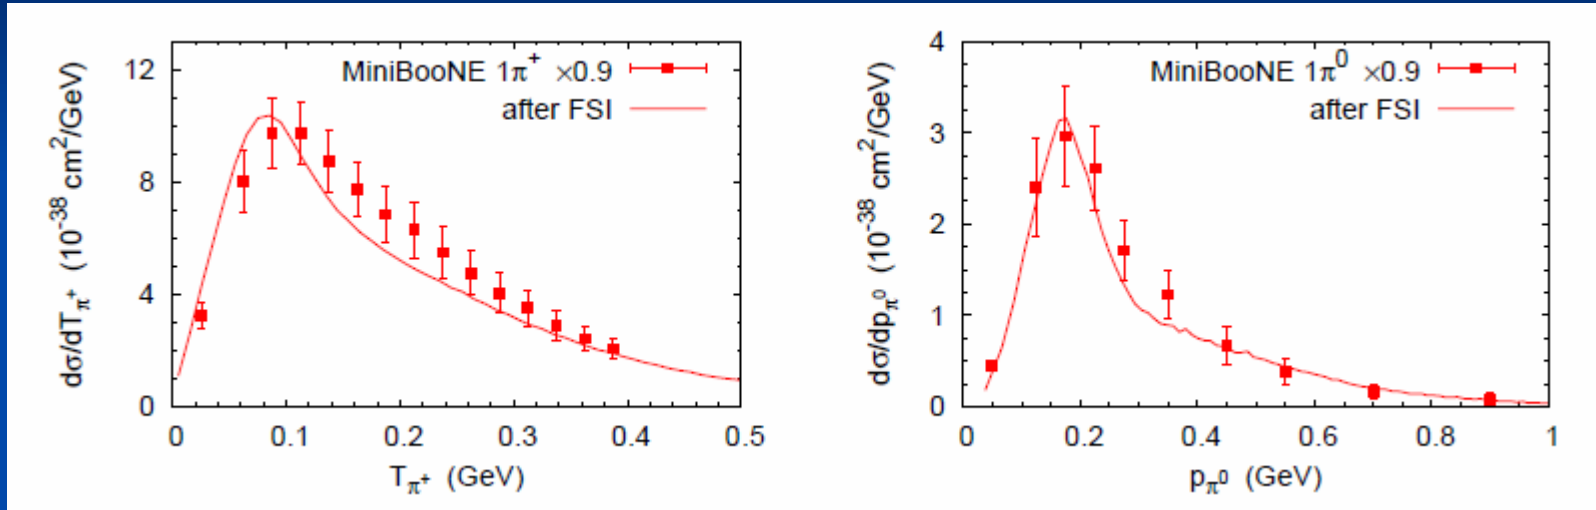 12
8
4
0
dσ/dT_π⁺ (10⁻³⁸ cm²/GeV)
MiniBooNE 1π⁺ ×0.9
after FSI
0 0.1 0.2 0.3 0.4 0.5
T_π⁺ (GeV)
4
3
2
1
0
dσ/dp_π⁰ (10⁻³⁸ cm²/GeV)
MiniBooNE 1π⁰ ×0.9
after FSI
0 0.2 0.4 0.6 0.8 1
p_π⁰ (GeV)